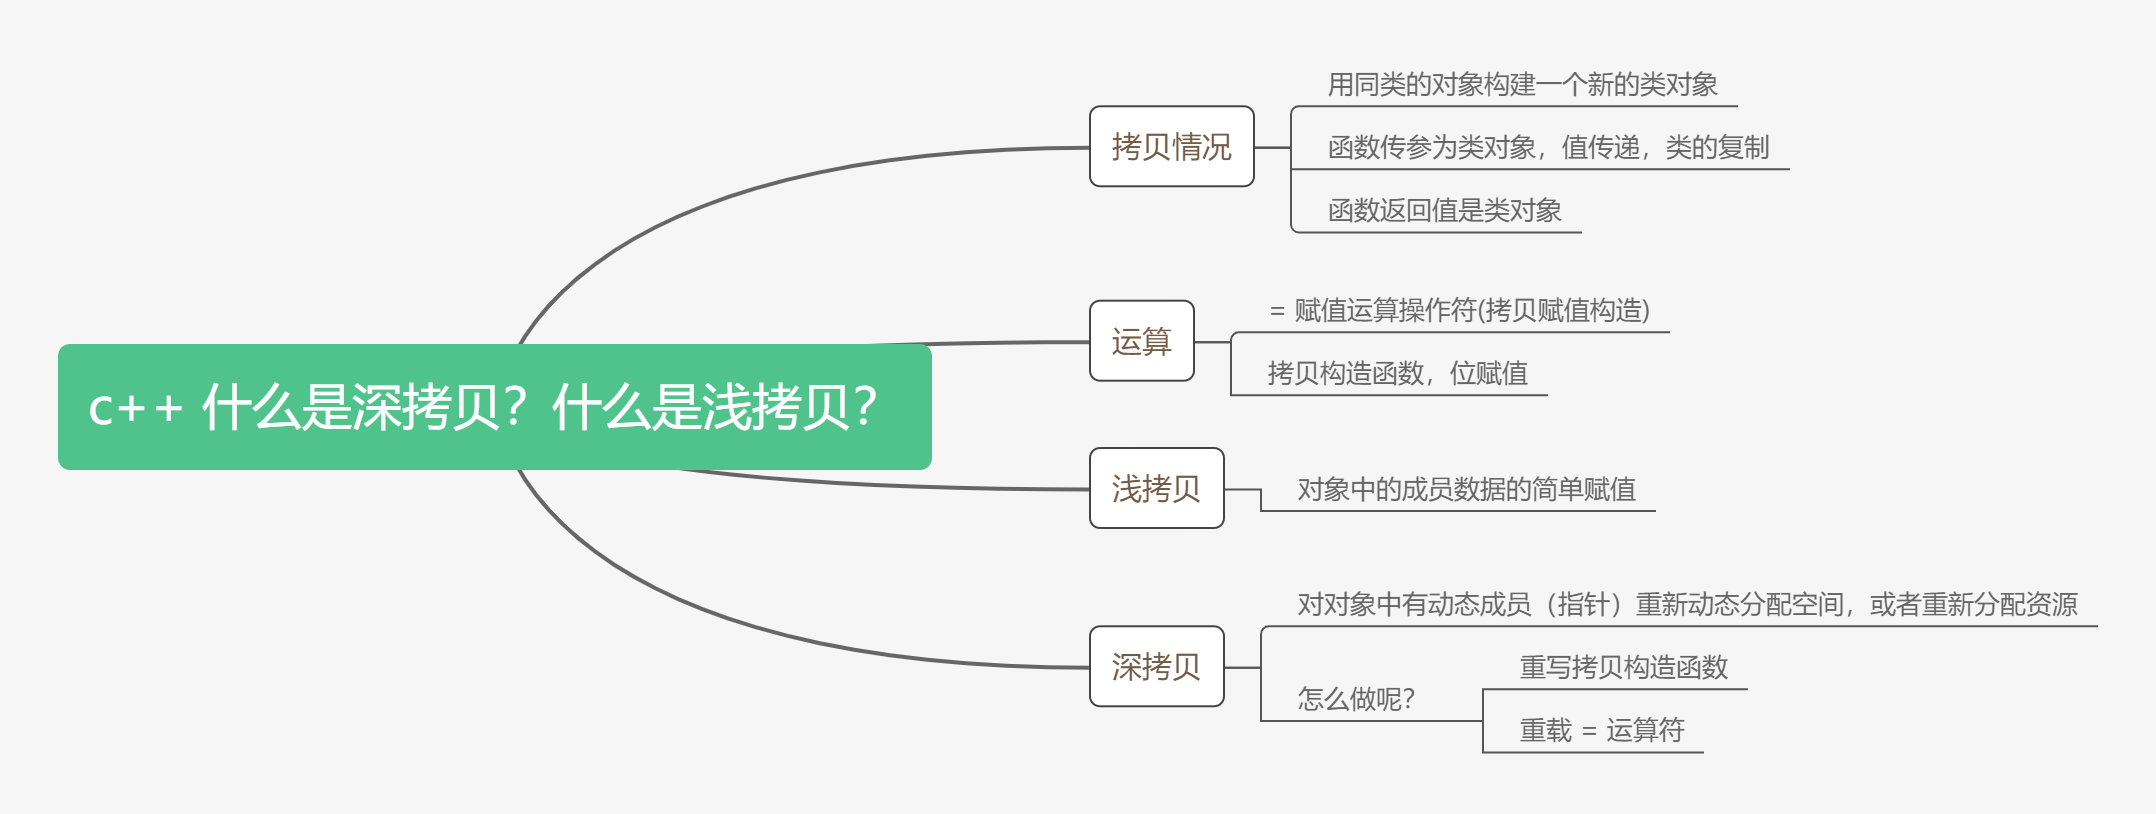 c++ 什么是深拷贝？什么是浅拷贝？
拷贝情况
用同类的对象构建一个新的类对象
函数传参为类对象，值传递，类的复制
函数返回值是类对象
运算
= 赋值运算操作符(拷贝赋值构造)
拷贝构造函数，位赋值
浅拷贝
对象中的成员数据的简单赋值
深拷贝
对对象中有动态成员（指针）重新动态分配空间，或者重新分配资源
怎么做呢？
重写拷贝构造函数
重载 = 运算符